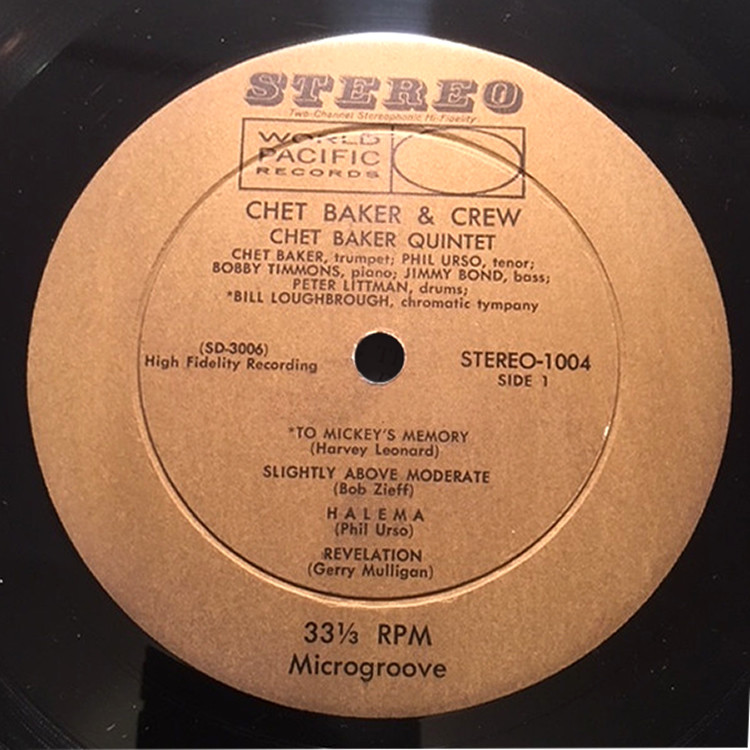 STEREO
Two-Channel Stereophonic Hi-Fidelity
WORLD
PACIFIC
RECORDS
CHET BAKER & CREW
CHET BAKER QUINTET
CHET BAKER, trumpet; PHIL URSO, tenor;
BOBBY TIMMONS, piano; JIMMY BOND, bass;
PETER LITTMAN, drums;
*BILL LOUGHBROUGH, chromatic tympany
(SD-3006)
High Fidelity Recording
STEREO-1004
SIDE 1
*TO MICKEY'S MEMORY
(Harvey Leonard)
SLIGHTLY ABOVE MODERATE
(Bob Zieff)
H A L E M A
(Phil Urso)
REVELATION
(Gerry Mulligan)
33⅓ RPM
Microgroove